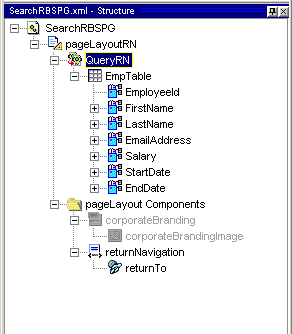 SearchRBSPG.xml - Structure
SearchRBSPG
pageLayoutRN
QueryRN
EmpTable
EmployeeId
FirstName
LastName
EmailAddress
Salary
StartDate
EndDate
pageLayout Components
corporateBranding
corporateBrandingImage
returnNavigation
returnTo